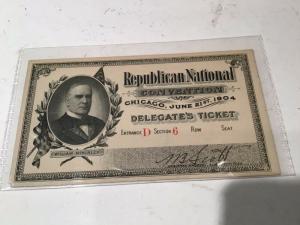 Republican National
CONVENTION
CHICAGO, JUNE 21ST, 1904
DELEGATE'S TICKET
ENTRANCE D SECTION 6 ROW SEAT
WILLIAM McKINLEY